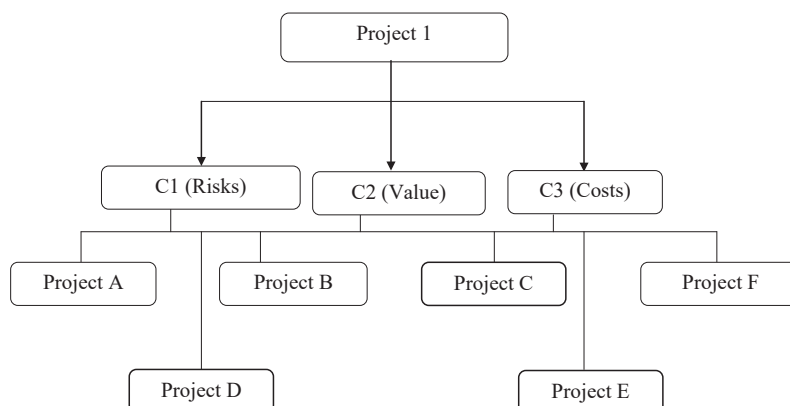 Project 1
C1 (Risks)
C2 (Value)
C3 (Costs)
Project A
Project B
Project C
Project F
Project D
Project E